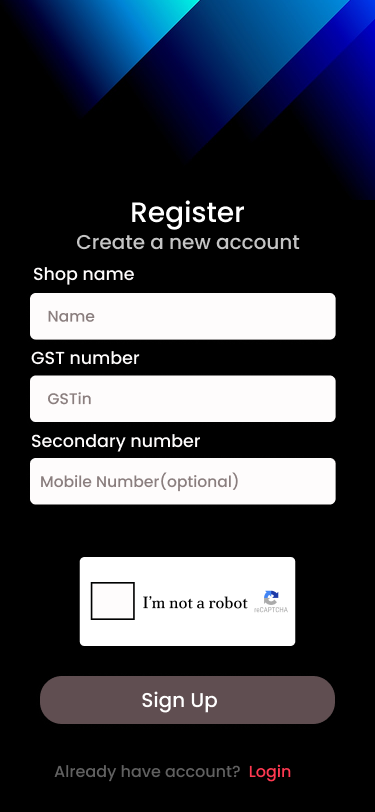 Register
Create a new account
Shop name
Name
GST number
GSTin
Secondary number
Mobile Number(optional)
I'm not a robot
reCAPTCHA
Sign Up
Already have account? Login